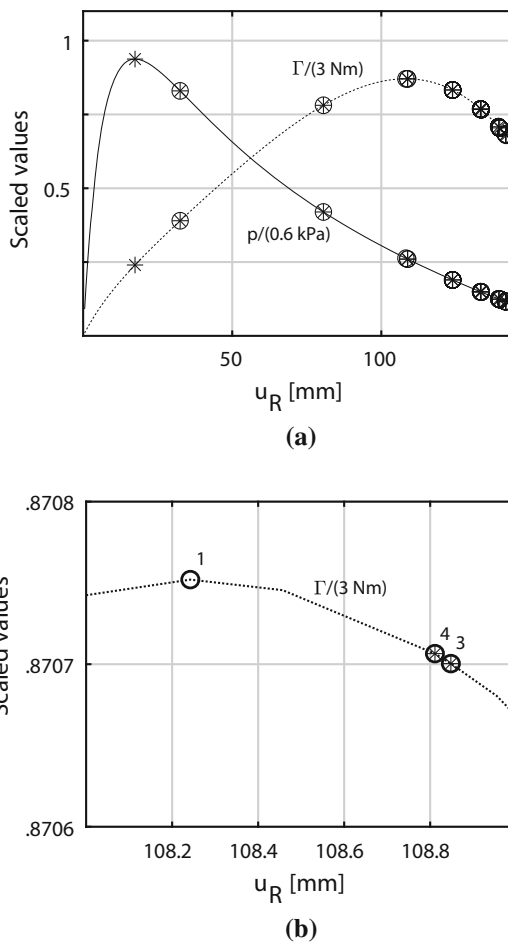 1
Γ/(3 Nm)
Scaled values
0.5
p/(0.6 kPa)
50
100
u_R [mm]
(a)
.8708
1
Γ/(3 Nm)
4
3
Scaled values
.8707
.8706
108.2
108.4
108.6
108.8
u_R [mm]
(b)